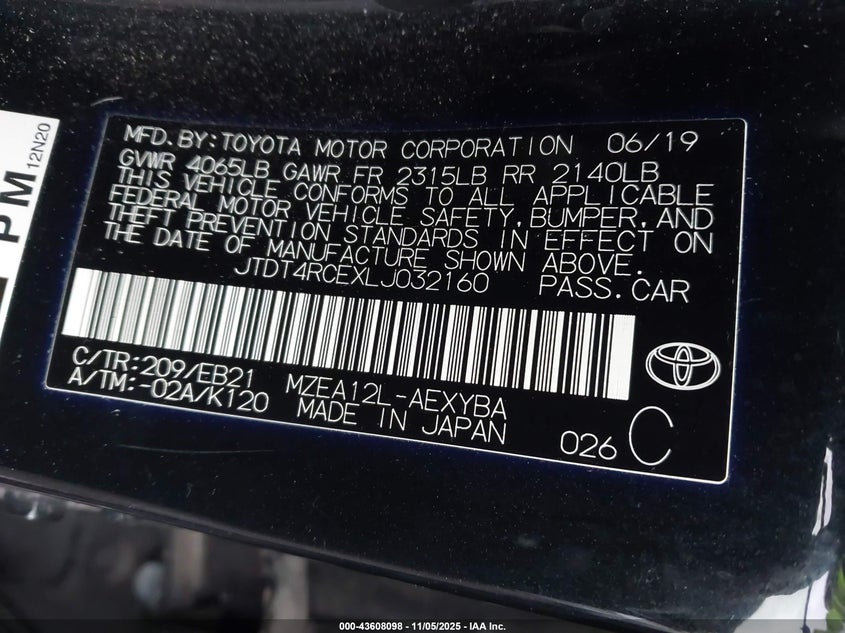 PM
12N20
MFD.BY:TOYOTA MOTOR CORPORATION 06/19
GVWR 4065LB GAWR FR 2315LB RR 2140LB
THIS VEHICLE CONFORMS TO ALL APPLICABLE
FEDERAL MOTOR VEHICLE SAFETY,BUMPER,AND
THEFT PREVENTION STANDARDS IN EFFECT ON
THE DATE OF MANUFACTURE SHOWN ABOVE.
JTDT4RCEXLJ032160 PASS.CAR
C/TR:209/EB21 MZEA12L-AEXYBA
A/TM:-02A/K120 MADE IN JAPAN
026 C
000-43608098 - 11/05/2025 - IAA Inc.